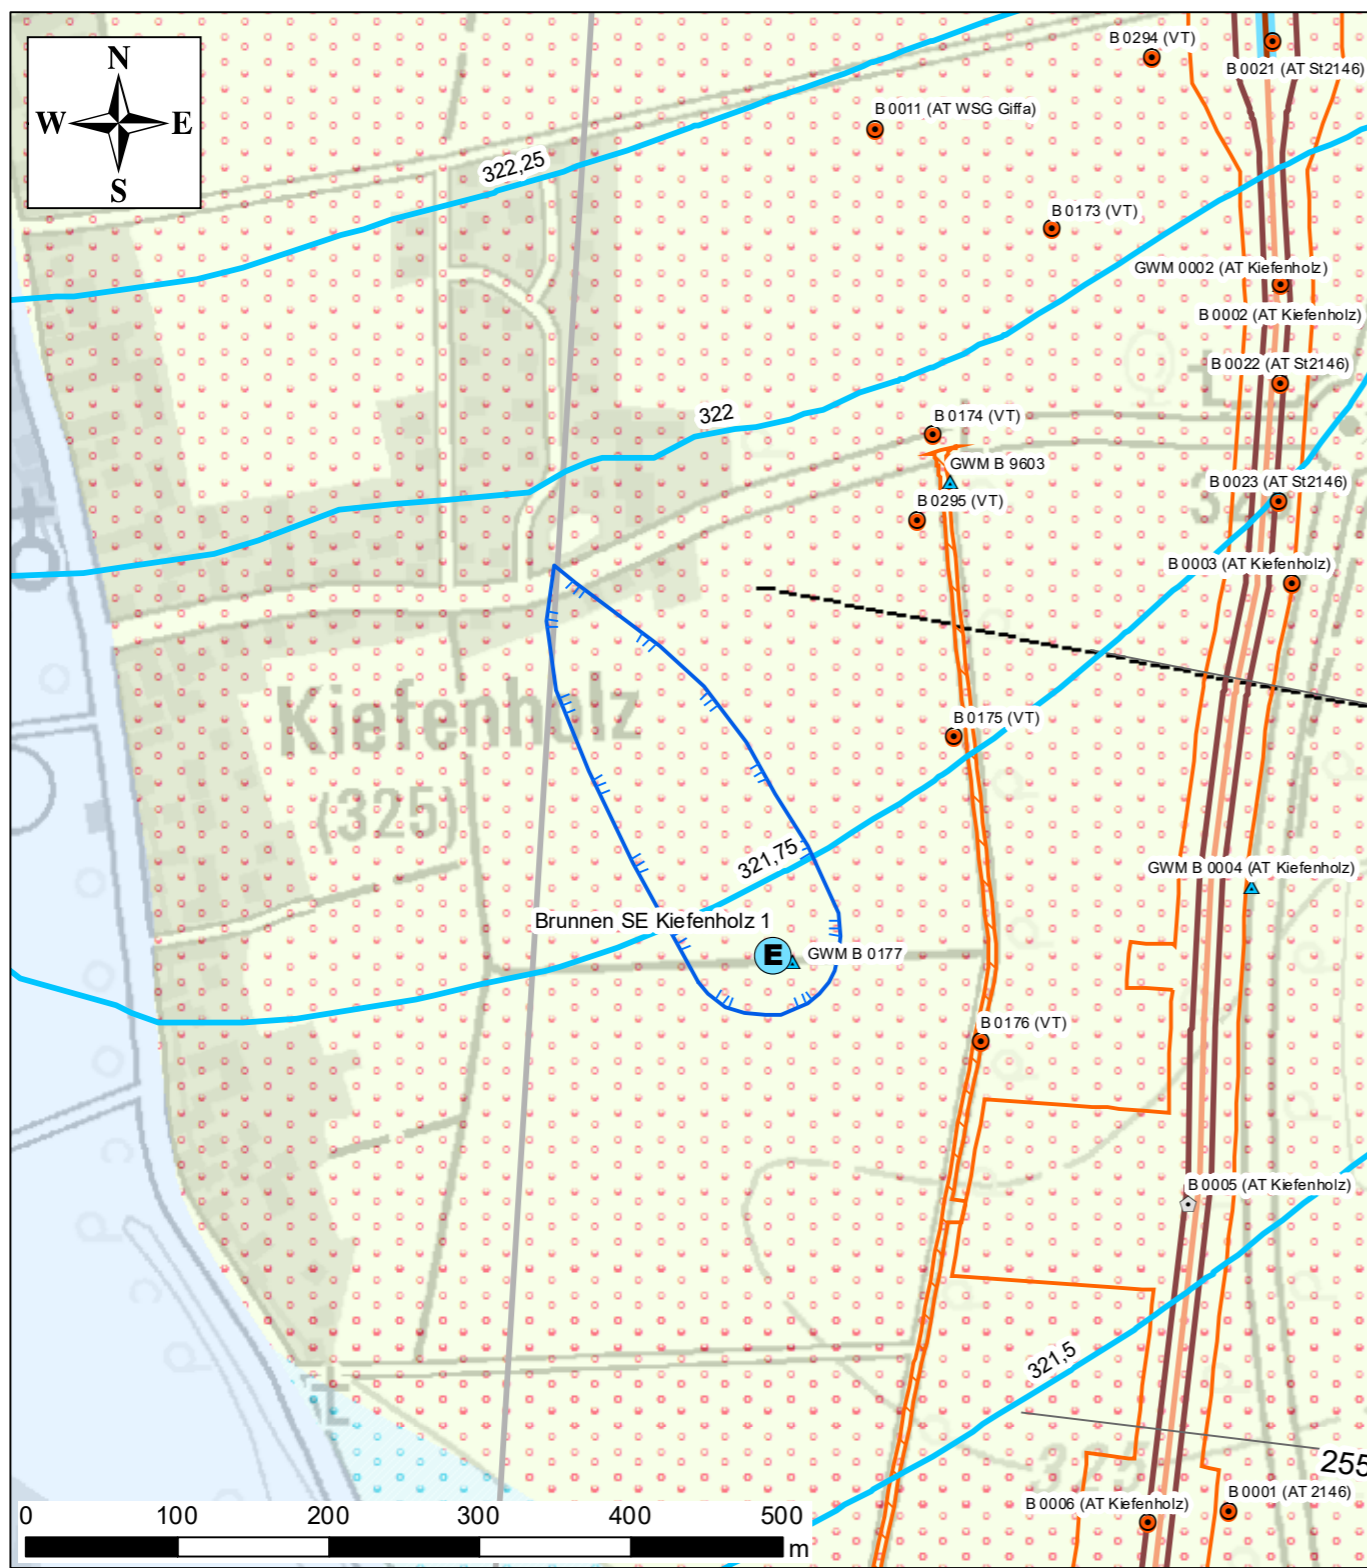 N
W E
S
B 0294 (VT)
B 0021 (AT St2146)
B 0011 (AT WSG Giffa)
322,25
B 0173 (VT)
GWM 0002 (AT Kiefenholz)
B 0002 (AT Kiefenholz)
B 0022 (AT St2146)
322
B 0174 (VT)
GWM B 9603
B 0023 (AT St2146)
B 0295 (VT)
B 0003 (AT Kiefenholz)
Kiefenholz
(325)
B 0175 (VT)
321,75
GWM B 0004 (AT Kiefenholz)
Brunnen SE Kiefenholz 1
E
GWM B 0177
B 0176 (VT)
B 0005 (AT Kiefenholz)
321,5
255
B 0006 (AT Kiefenholz)
B 0001 (AT 2146)
0 100 200 300 400 500
m